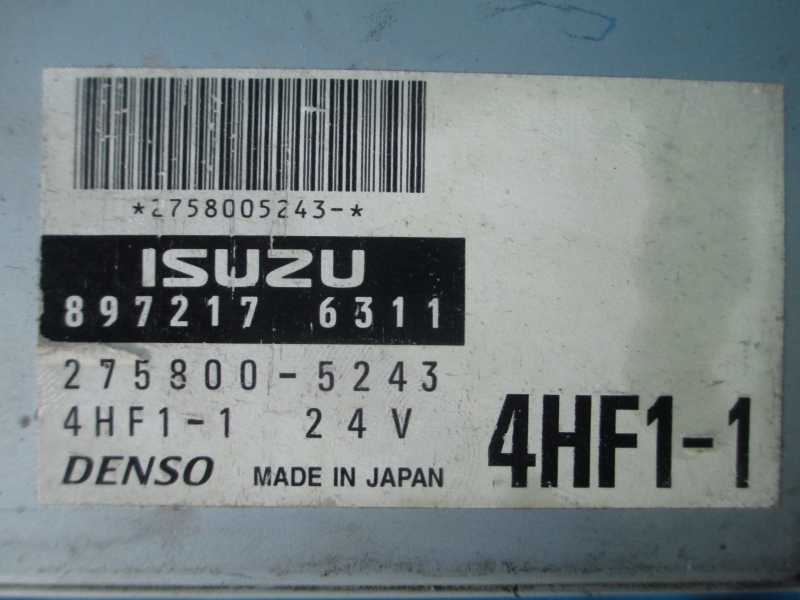 *2758005243-*
ISUZU
897217 6311
275800-5243
4HF1-1 24V
4HF1-1
DENSO MADE IN JAPAN